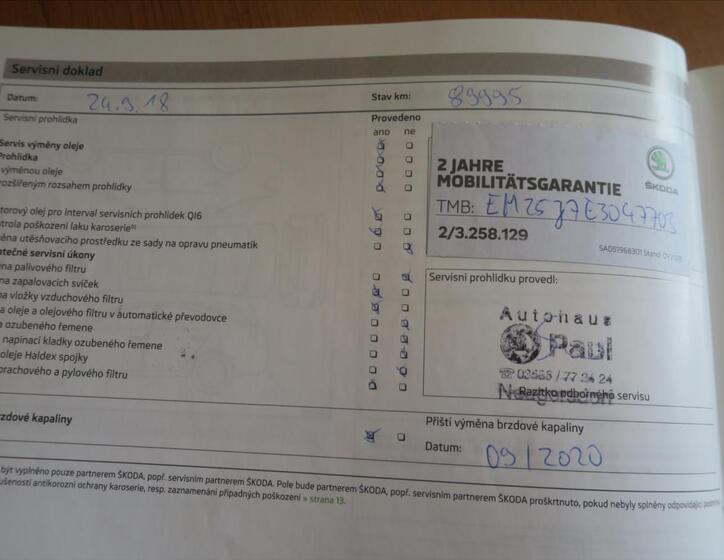 Servisní doklad
Datum: 24.9.18 Stav km: 89995
Servisní prohlídka Provedeno
ano ne
Servis výměny oleje
Prohlídka
výměnou oleje
rozšířeným rozsahem prohlídky
torový olej pro interval servisních prohlídek QI6
trola poškození laku karoserie
ěna utěsňovacího prostředku ze sady na opravu pneumatik
atečné servisní úkony
na palivového filtru
na zapalovacích svíček
na vložky vzduchového filtru
a oleje a olejového filtru v automatické převodovce
a ozubeného řemene
napínací kladky ozubeného řemene
oleje Haldex spojky
prachového a pylového filtru
2 JAHRE
MOBILITÄTSGARANTIE
ŠKODA
TMB:
2/3.258.129
SAD51968301 Stand
Servisní prohlídku provedl:
Autohaus
Paul
Razítko odborného servisu
zdové kapaliny
Příští výměna brzdové kapaliny
Datum: 09/2020
být vyplněno pouze partnerem ŠKODA, popř. servisním partnerem ŠKODA. Pole bude partnerem ŠKODA, popř. servisním partnerem ŠKODA proškrtnuto, pokud nebyly splněny odpovídající
ušenosti antikorozní ochrany karoserie, resp. zaznamenání případných poškození » strana 13.